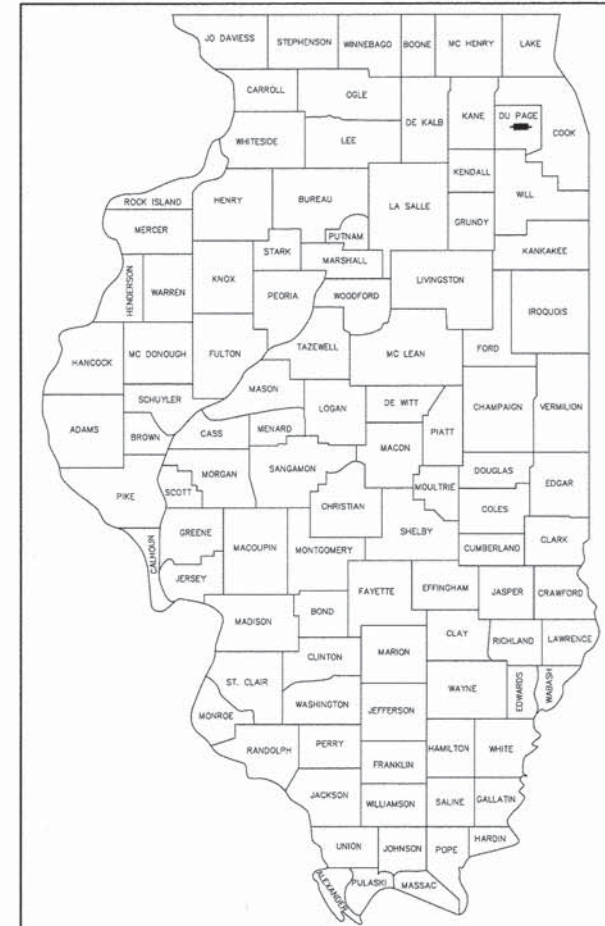 JO DAVIESS
STEPHENSON
WINNEBAGO
BOONE
MC HENRY
LAKE
CARROLL
OGLE
DE KALB
KANE
DU PAGE
COOK
WHITESIDE
LEE
KENDALL
WILL
ROCK ISLAND
HENRY
BUREAU
LA SALLE
GRUNDY
MERCER
PUTNAM
STARK
MARSHALL
KANKAKEE
HENDERSON
WARREN
KNOX
PEORIA
WOODFORD
LIVINGSTON
IROQUOIS
FORD
HANCOCK
MC DONOUGH
FULTON
TAZEWELL
MC LEAN
MASON
SCHUYLER
LOGAN
DE WITT
CHAMPAIGN
VERMILION
ADAMS
BROWN
CASS
MENARD
MACON
PIATT
PIKE
SCOTT
MORGAN
SANGAMON
MOULTRIE
DOUGLAS
EDGAR
CHRISTIAN
COLES
CALHOUN
GREENE
MACOUPIN
MONTGOMERY
SHELBY
CUMBERLAND
CLARK
JERSEY
FAYETTE
EFFINGHAM
JASPER
CRAWFORD
MADISON
BOND
CLAY
RICHLAND
LAWRENCE
CLINTON
MARION
ST. CLAIR
WAYNE
EDWARDS
WABASH
WASHINGTON
JEFFERSON
MONROE
RANDOLPH
PERRY
HAMILTON
WHITE
FRANKLIN
JACKSON
WILLIAMSON
SALINE
GALLATIN
UNION
JOHNSON
POPE
HARDIN
ALEXANDER
PULASKI
MASSAC